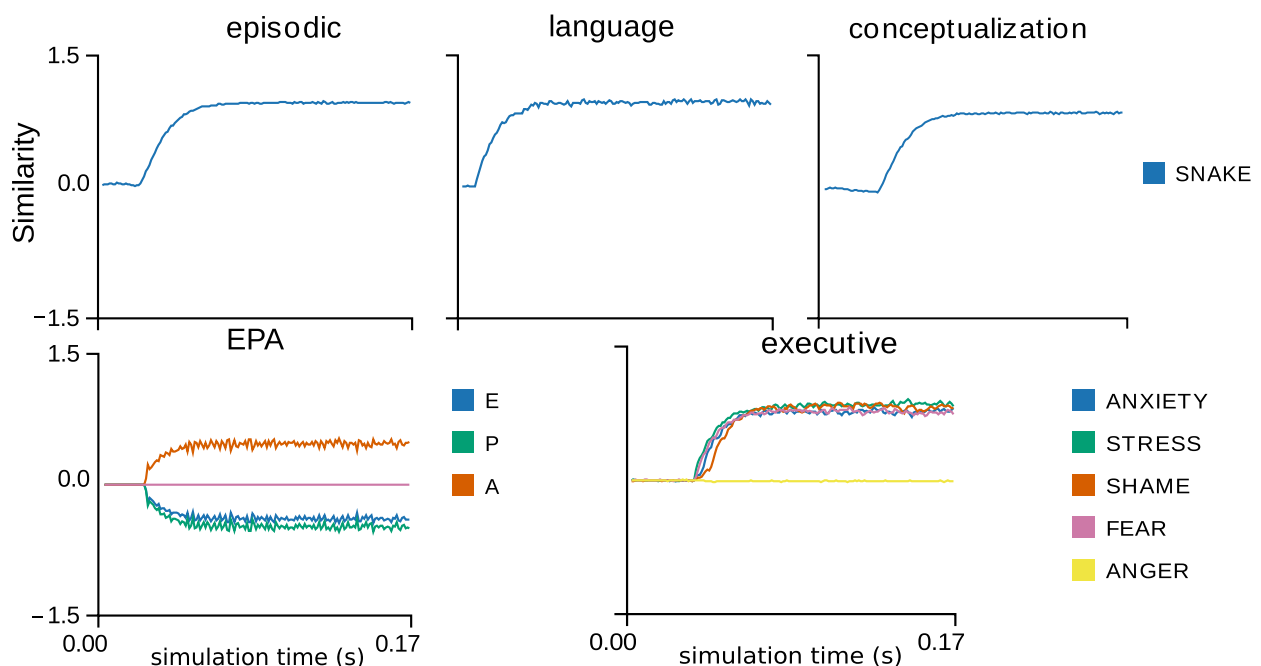 episodic
language
conceptualization
1.5
0.0
−1.5
Similarity
SNAKE
EPA
executive
1.5
0.0
−1.5
E
P
A
ANXIETY
STRESS
SHAME
FEAR
ANGER
0.00
0.17
simulation time (s)
0.00
0.17
simulation time (s)